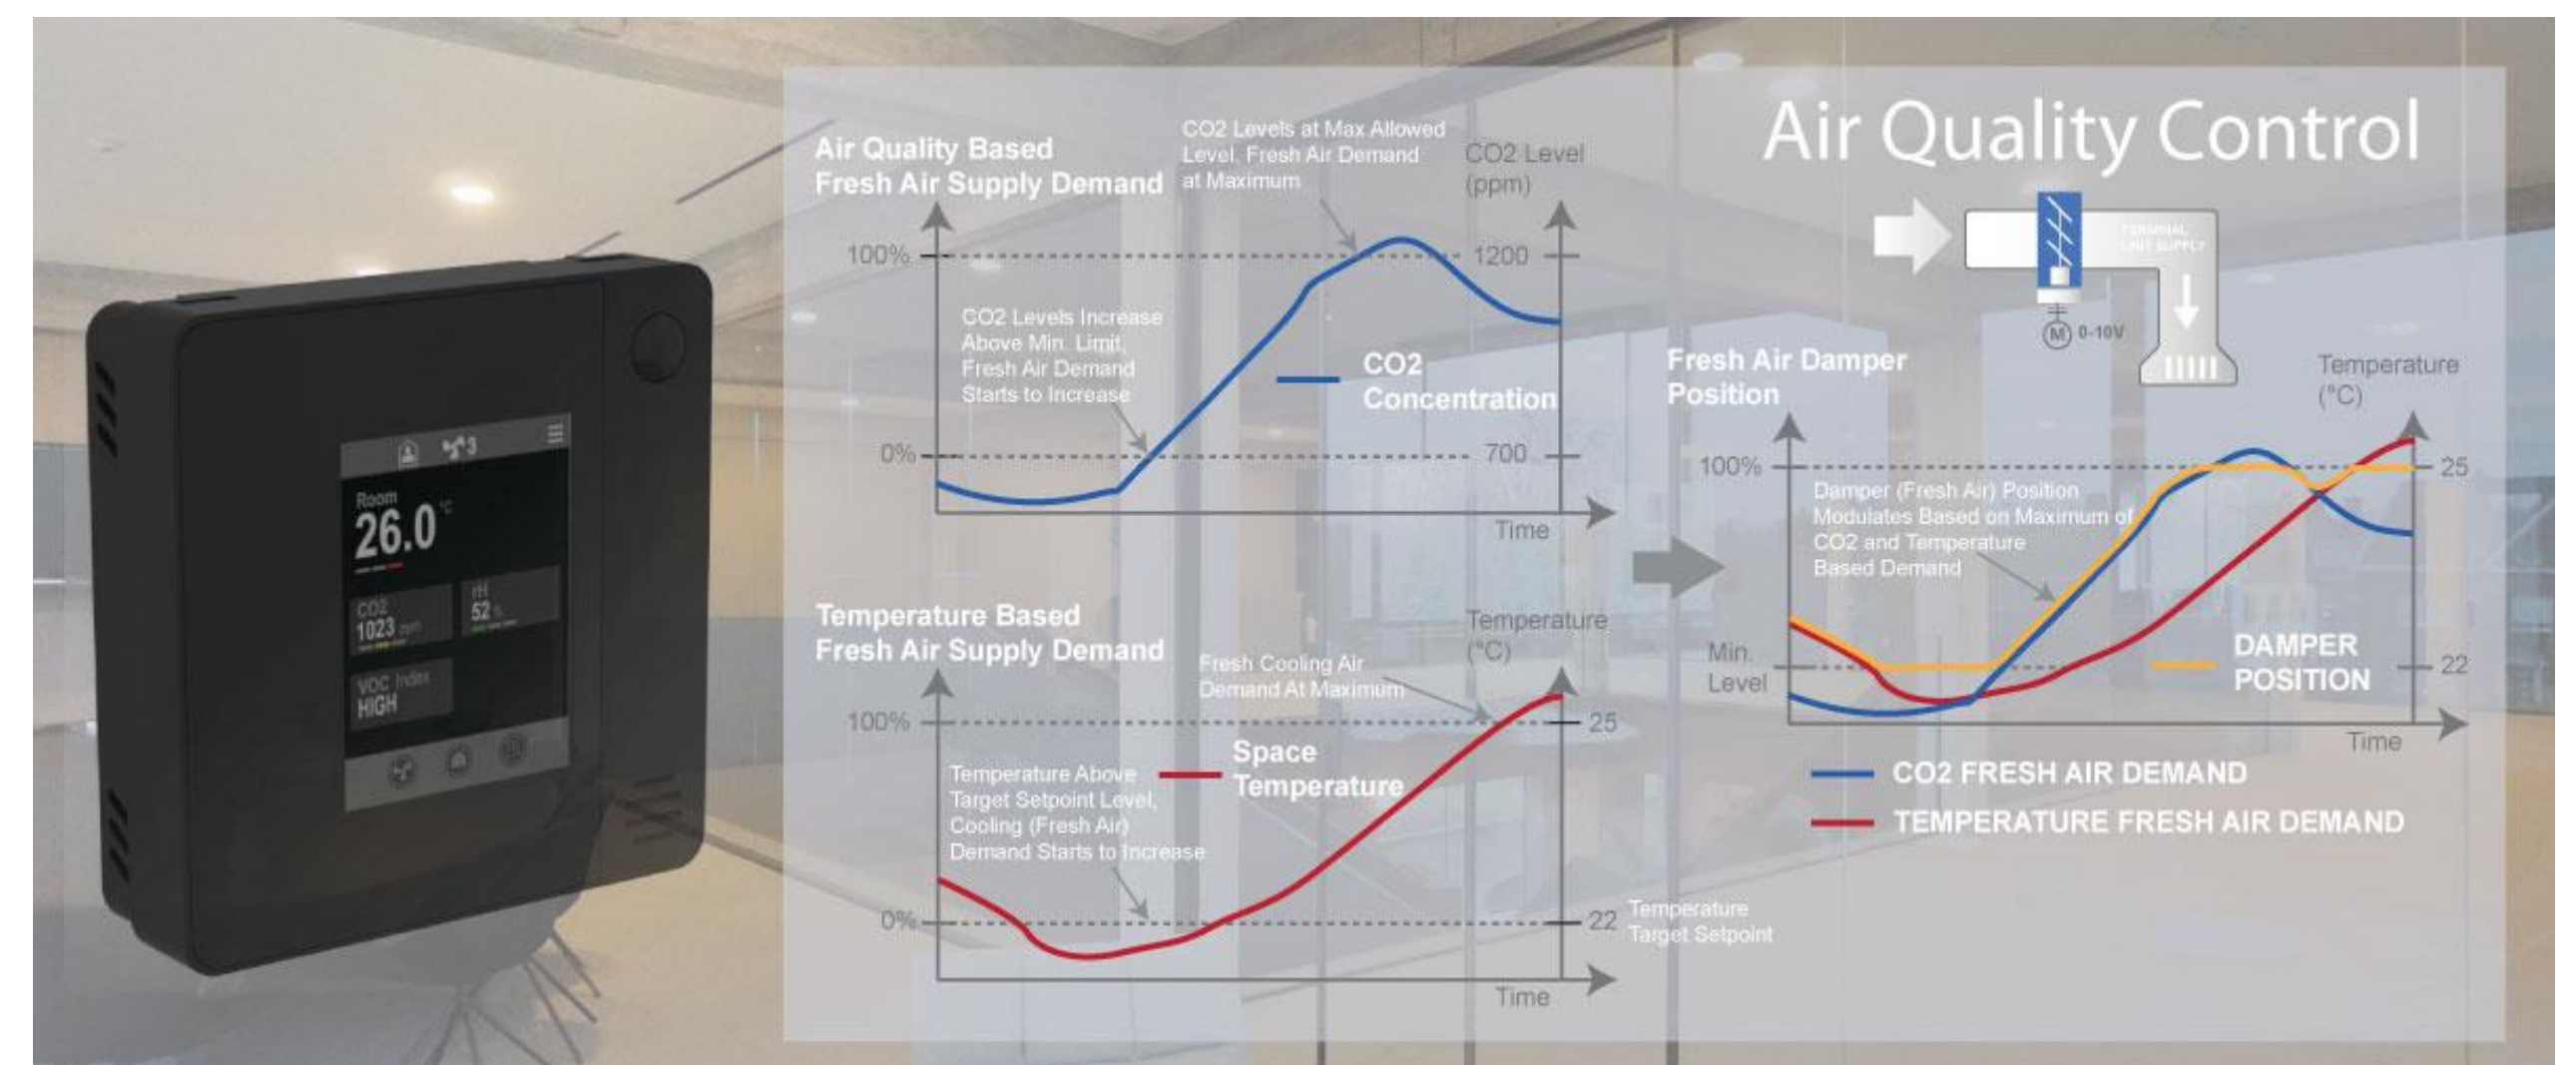 Air Quality Control
Air Quality Based
Fresh Air Supply Demand
CO2 Levels at Max Allowed
Level, Fresh Air Demand
at Maximum
CO2 Level
(ppm)
100%
1200
CO2 Levels Increase
Above Min. Limit,
Fresh Air Demand
Starts to Increase
CO2
Concentration
0%
700
Time
TERMINAL
UNIT SUPPLY
M
0-10V
Fresh Air Damper
Position
Temperature
(°C)
100%
25
Damper (Fresh Air) Position
Modulates Based on Maximum of
CO2 and Temperature
Based Demand
Min.
Level
22
DAMPER
POSITION
Time
CO2 FRESH AIR DEMAND
TEMPERATURE FRESH AIR DEMAND
Temperature Based
Fresh Air Supply Demand
Temperature
(°C)
Fresh Cooling Air
Demand At Maximum
100%
25
Space
Temperature
Temperature Above
Target Setpoint Level,
Cooling (Fresh Air)
Demand Starts to Increase
0%
22
Temperature
Target Setpoint
Time
3
Room
26.0 °C
CO2
1023 ppm
rH
52 %
VOC Index
HIGH